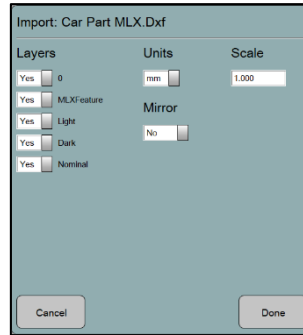 Import: Car Part MLX.Dxf
Layers Units Scale
Yes 0 mm 1.000
Yes MLXFeature
Mirror
Yes Light
No
Yes Dark
Yes Nominal
Cancel Done